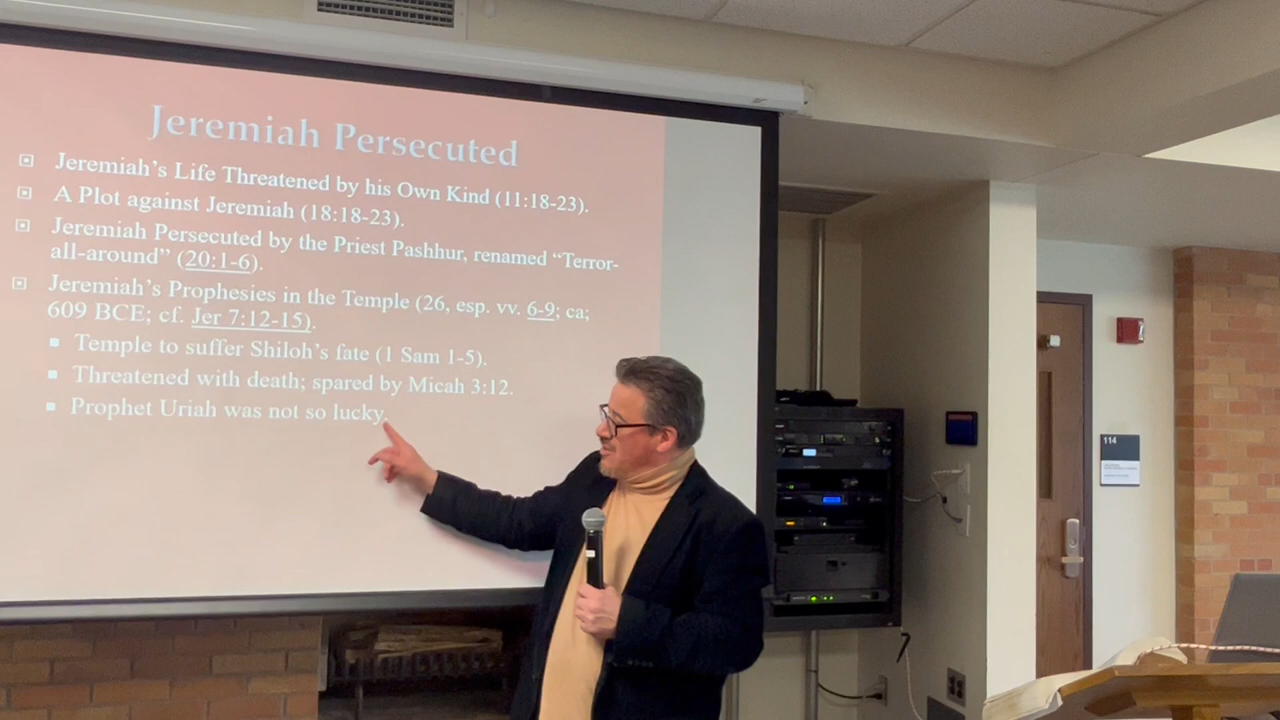 Jeremiah Persecuted
Jeremiah's Life Threatened by his Own Kind (11:18-23).
A Plot against Jeremiah (18:18-23).
Jeremiah Persecuted by the Priest Pashhur, renamed “Terror-
all-around” (20:1-6).
Jeremiah's Prophesies in the Temple (26, esp. vv. 6-9; ca;
609 BCE; cf. Jer 7:12-15).
Temple to suffer Shiloh's fate (1 Sam 1-5).
Threatened with death; spared by Micah 3:12.
Prophet Uriah was not so lucky.
114